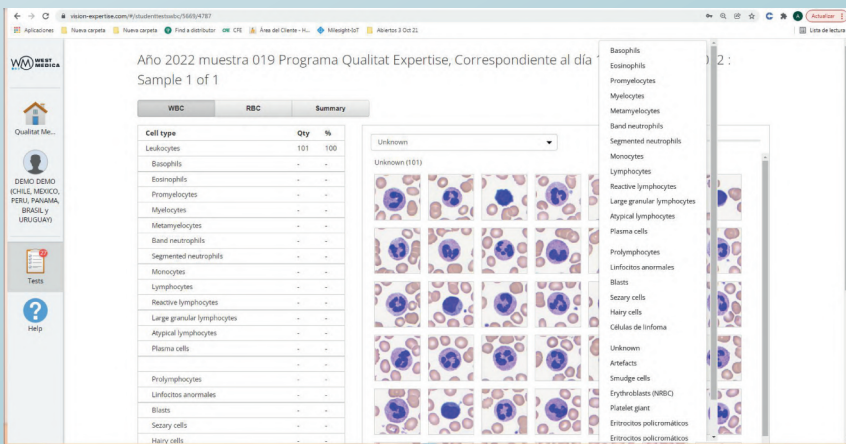 vision-expertise.com/#/studenttestswbc/5669/4787
Actualizar
Aplicaciones
Nueva carpeta
Nueva carpeta
Find a distributor
CFE
Área del Cliente - H...
Milesight-IoT
Abiertos 3 Oct 21
Lista de lectura
WM WEST MEDICA
Qualitat Me...
DEMO DEMO
(CHILE, MEXICO,
PERU, PANAMA,
BRASIL y
URUGUAY)
27
Tests
Help
Año 2022 muestra 019 Programa Qualitat Expertise, Correspondiente al día
2 :
Sample 1 of 1
WBC RBC Summary
Cell type Qty %
Leukocytes 101 100
Basophils - -
Eosinophils - -
Promyelocytes - -
Myelocytes - -
Metamyelocytes - -
Band neutrophils - -
Segmented neutrophils - -
Monocytes - -
Lymphocytes - -
Reactive lymphocytes - -
Large granular lymphocytes - -
Atypical lymphocytes - -
Plasma cells - -
- -
Prolymphocytes - -
Linfocitos anormales - -
Blasts - -
Sezary cells - -
Hairy cells - -
Unknown
Unknown (101)
Basophils
Eosinophils
Promyelocytes
Myelocytes
Metamyelocytes
Band neutrophils
Segmented neutrophils
Monocytes
Lymphocytes
Reactive lymphocytes
Large granular lymphocytes
Atypical lymphocytes
Plasma cells
Prolymphocytes
Linfocitos anormales
Blasts
Sezary cells
Hairy cells
Células de linfoma
Unknown
Artefacts
Smudge cells
Erythroblasts (NRBC)
Platelet giant
Eritrocitos policromáticos
Eritrocitos policromáticos